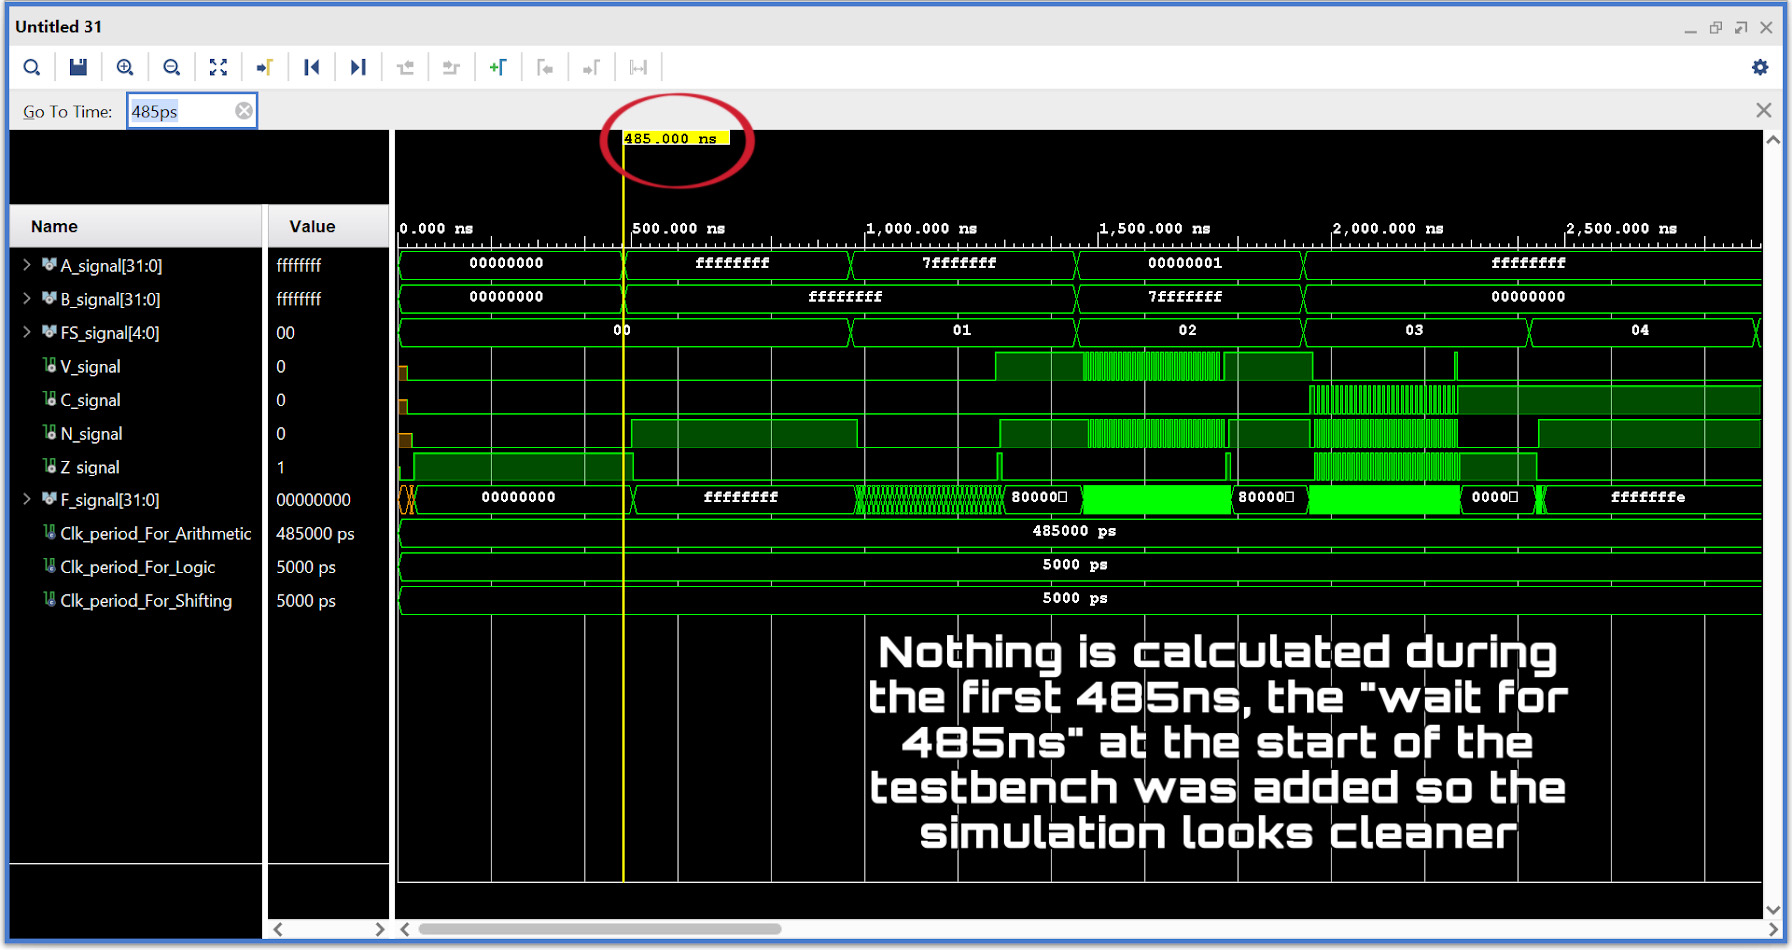 Untitled 31
Go To Time: 485ps
485.000 ns
Name Value
0.000 ns 500.000 ns 1,000.000 ns 1,500.000 ns 2,000.000 ns 2,500.000 ns
A_signal[31:0] ffffffff 00000000 ffffffff 7fffffff 00000001 ffffffff
B_signal[31:0] ffffffff 00000000 ffffffff 7fffffff 00000000
FS_signal[4:0] 00 00 01 02 03 04
V_signal 0
C_signal 0
N_signal 0
Z_signal 1
F_signal[31:0] 00000000 00000000 ffffffff 80000□ 80000□ 0000□ fffffffe
Clk_period_For_Arithmetic 485000 ps 485000 ps
Clk_period_For_Logic 5000 ps 5000 ps
Clk_period_For_Shifting 5000 ps 5000 ps
Nothing is calculated during
the first 485ns, the "wait for
485ns" at the start of the
testbench was added so the
simulation looks cleaner